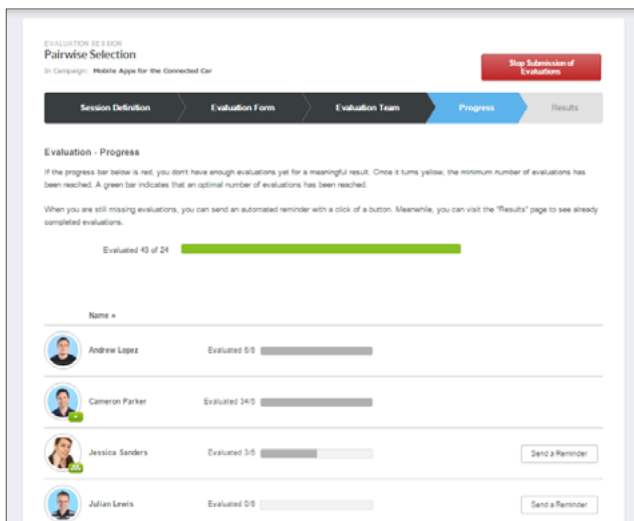 EVALUATION SESSION
Pairwise Selection
In Campaign: Mobile Apps for the Connected Car
Stop Submission of
Evaluations
Session Definition
Evaluation Form
Evaluation Team
Progress
Results
Evaluation - Progress
If the progress bar below is red, you don't have enough evaluations yet for a meaningful result. Once it turns yellow, the minimum number of evaluations has
been reached. A green bar indicates that an optimal number of evaluations has been reached.
When you are still missing evaluations, you can send an automated reminder with a click of a button. Meanwhile, you can visit the "Results" page to see already
completed evaluations.
Evaluated 43 of 24
Name
Andrew Lopez
Evaluated 6/6
Cameron Parker
Evaluated 34/6
Jessica Sanders
Evaluated 3/6
Send a Reminder
Julian Lewis
Evaluated 0/6
Send a Reminder